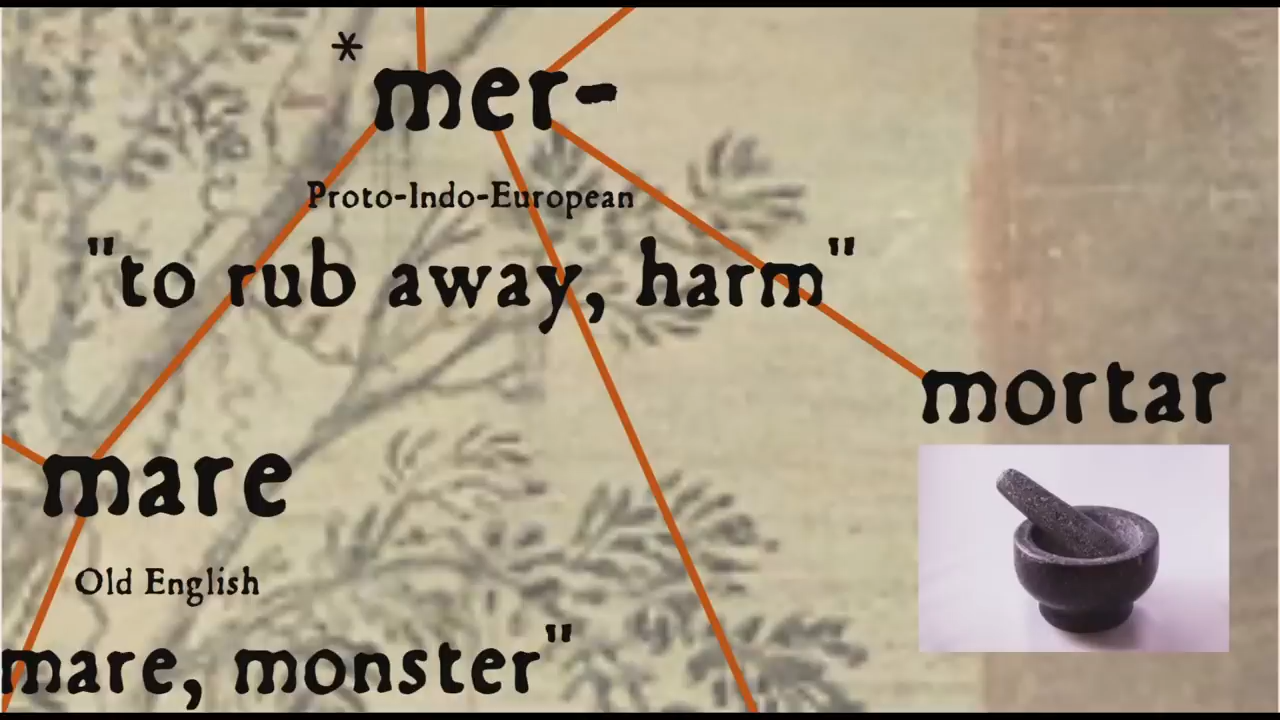 *mer-
Proto-Indo-European
"to rub away, harm"
mortar
mare
Old English
mare, monster"